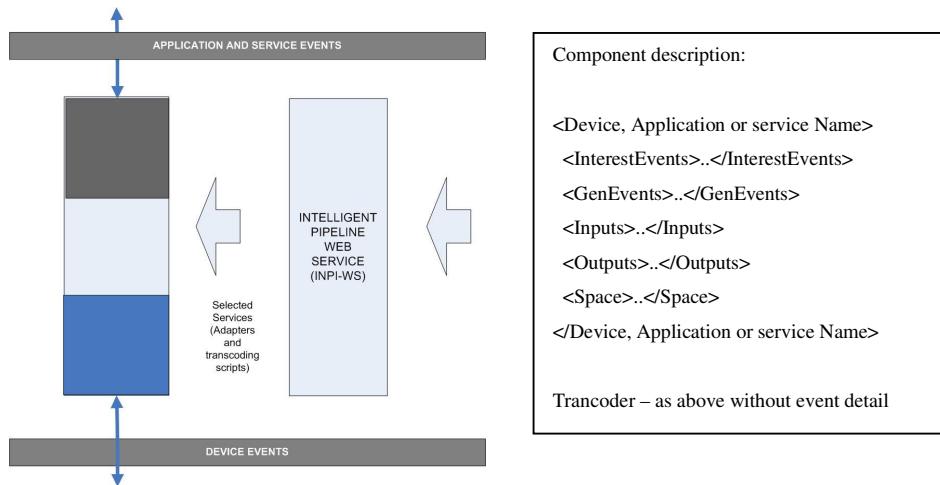 APPLICATION AND SERVICE EVENTS
INTELLIGENT
PIPELINE
WEB
SERVICE
(INPI-WS)
Selected
Services
(Adapters
and
transcoding
scripts)
DEVICE EVENTS
Component description:
<Device, Application or service Name>
<InterestEvents>..</InterestEvents>
<GenEvents>..</GenEvents>
<Inputs>..</Inputs>
<Outputs>..</Outputs>
<Space>..</Space>
</Device, Application or service Name>
Trancoder – as above without event detail